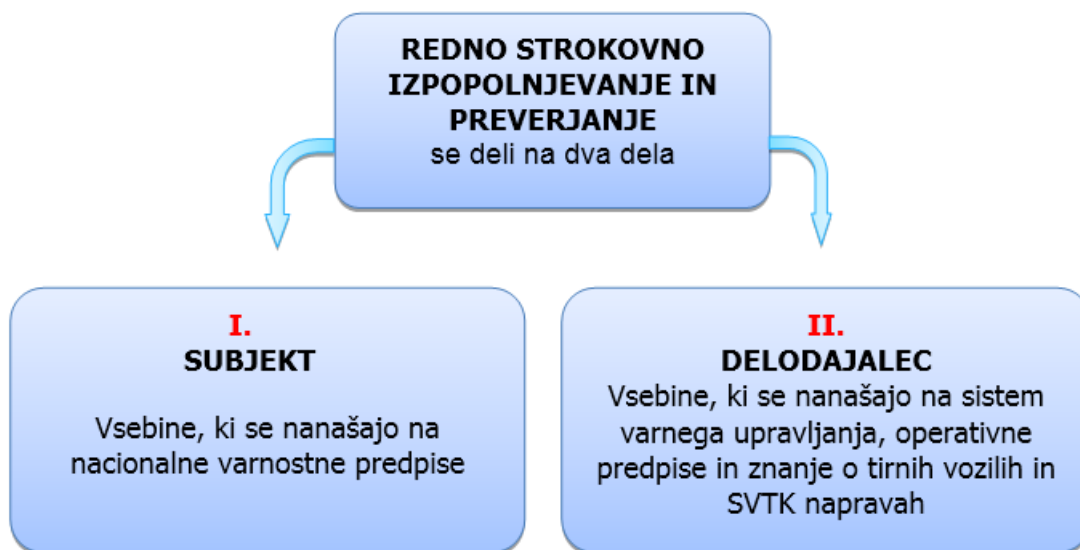 REDNO STROKOVNO
IZPOPOLNJEVANJE IN
PREVERJANJE
se deli na dva dela
I.
SUBJEKT
Vsebine, ki se nanašajo na
nacionalne varnostne predpise
II.
DELODAJALEC
Vsebine, ki se nanašajo na sistem
varnega upravljanja, operativne
predpise in znanje o tirnih vozilih in
SVTK napravah